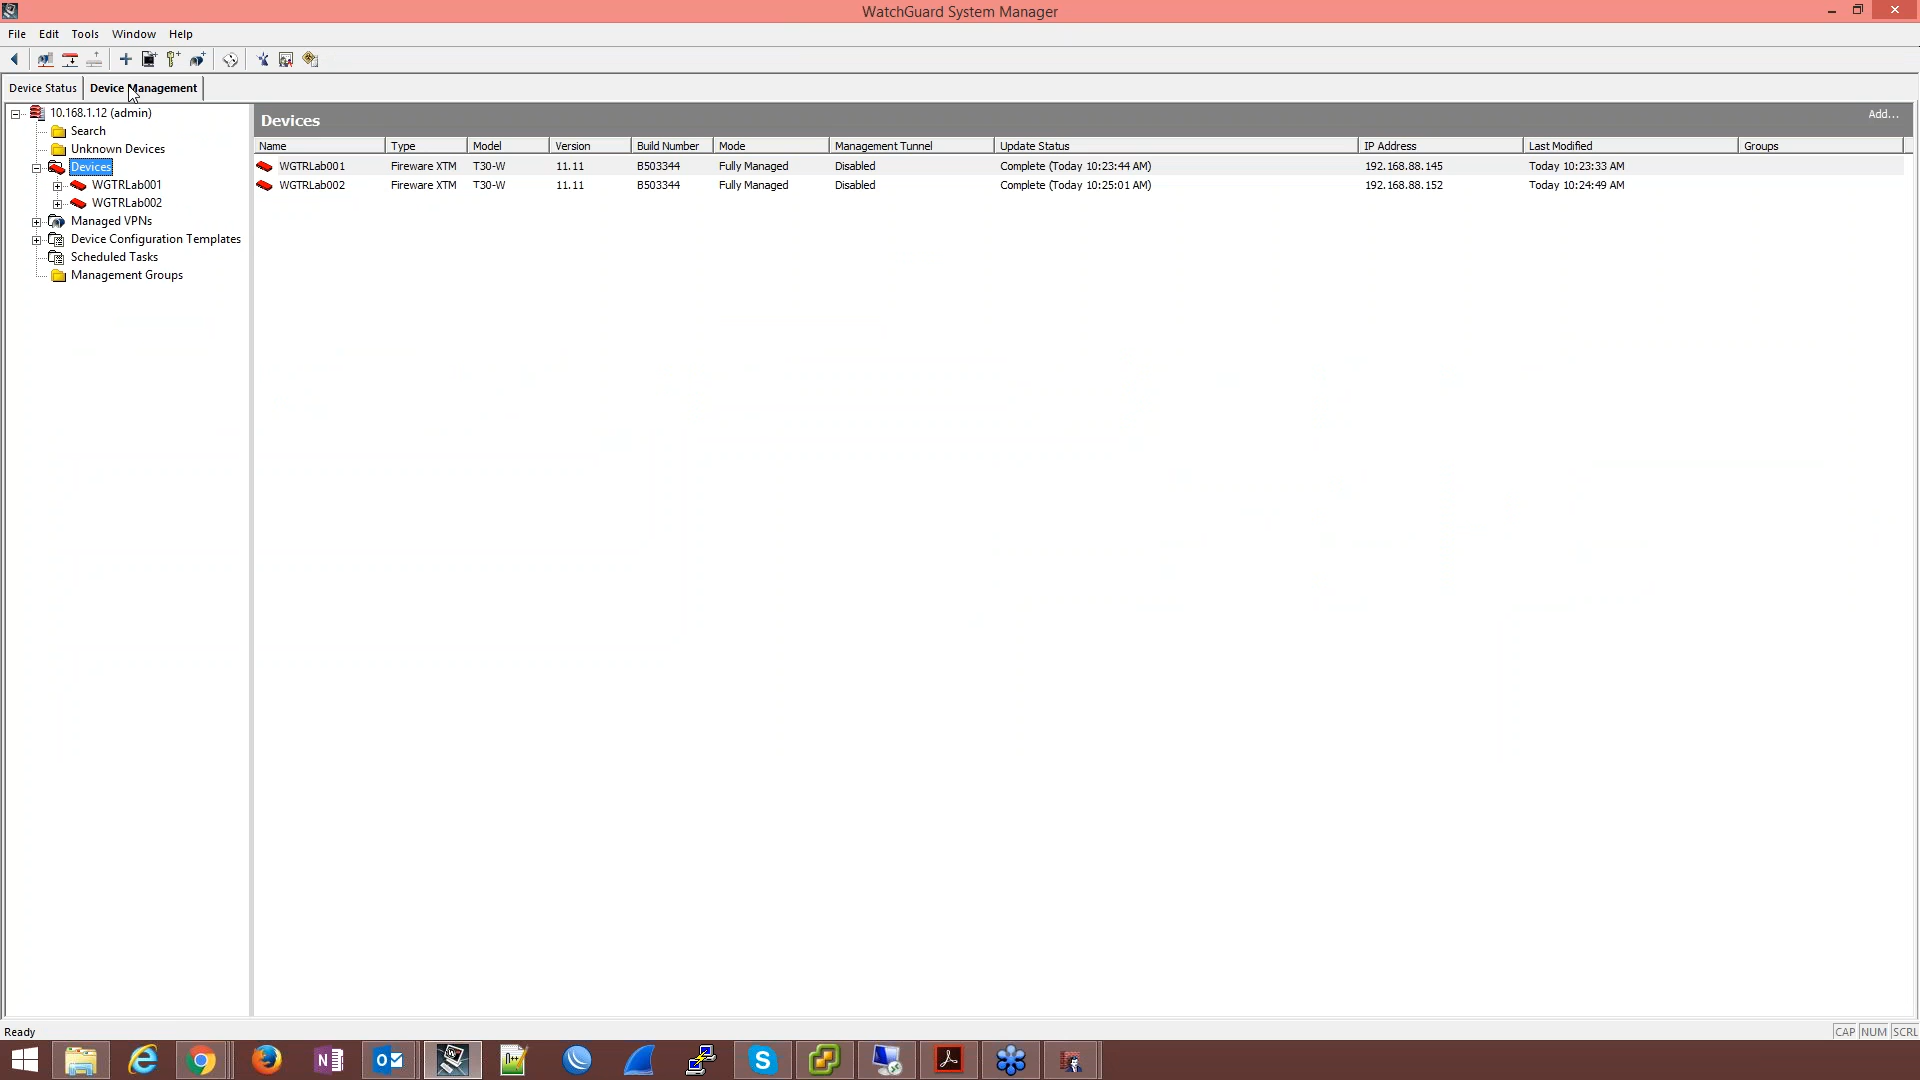 WatchGuard System Manager
File Edit Tools Window Help
Device Status Device Management
10.168.1.12 (admin)
Search
Unknown Devices
Devices
WGTRLab001
WGTRLab002
Managed VPNs
Device Configuration Templates
Scheduled Tasks
Management Groups
Devices Add...
Name Type Model Version Build Number Mode Management Tunnel Update Status IP Address Last Modified Groups
WGTRLab001 Fireware XTM T30-W 11.11 B503344 Fully Managed Disabled Complete (Today 10:23:44 AM) 192.168.88.145 Today 10:23:33 AM
WGTRLab002 Fireware XTM T30-W 11.11 B503344 Fully Managed Disabled Complete (Today 10:25:01 AM) 192.168.88.152 Today 10:24:49 AM
Ready CAP NUM SCRL